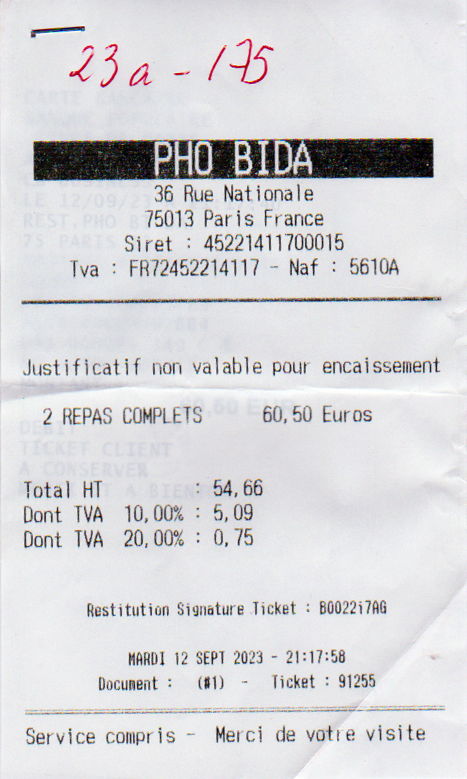 23a - 175
PHO BIDA
36 Rue Nationale
75013 Paris France
Siret : 45221411700015
Tva : FR72452214117 - Naf : 5610A
Justificatif non valable pour encaissement
2 REPAS COMPLETS 60,50 Euros
Total HT : 54,66
Dont TVA 10,00% : 5,09
Dont TVA 20,00% : 0,75
Restitution Signature Ticket : B0022i7AG
MARDI 12 SEPT 2023 - 21:17:58
Document : (#1) - Ticket : 91255
Service compris - Merci de votre visite